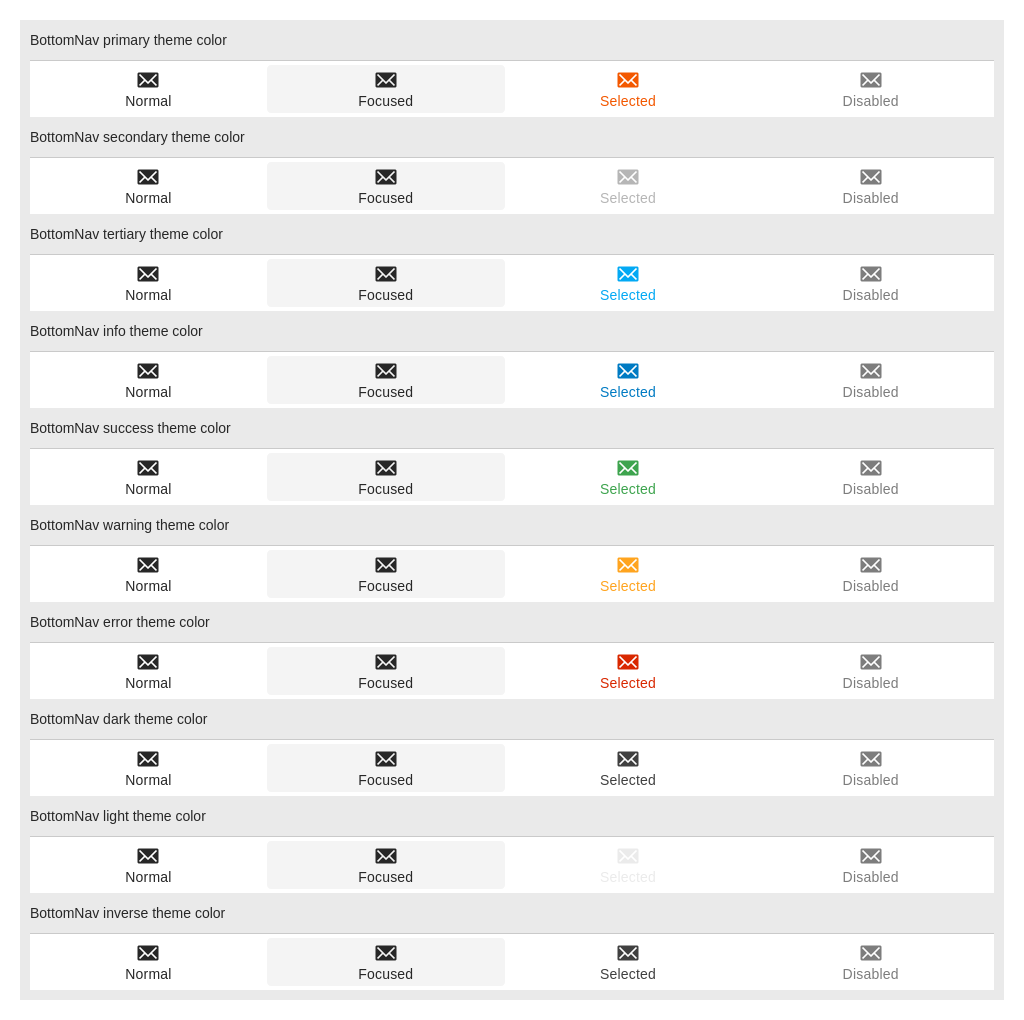 BottomNav primary theme color
Normal Focused Selected Disabled
BottomNav secondary theme color
Normal Focused Selected Disabled
BottomNav tertiary theme color
Normal Focused Selected Disabled
BottomNav info theme color
Normal Focused Selected Disabled
BottomNav success theme color
Normal Focused Selected Disabled
BottomNav warning theme color
Normal Focused Selected Disabled
BottomNav error theme color
Normal Focused Selected Disabled
BottomNav dark theme color
Normal Focused Selected Disabled
BottomNav light theme color
Normal Focused Selected Disabled
BottomNav inverse theme color
Normal Focused Selected Disabled